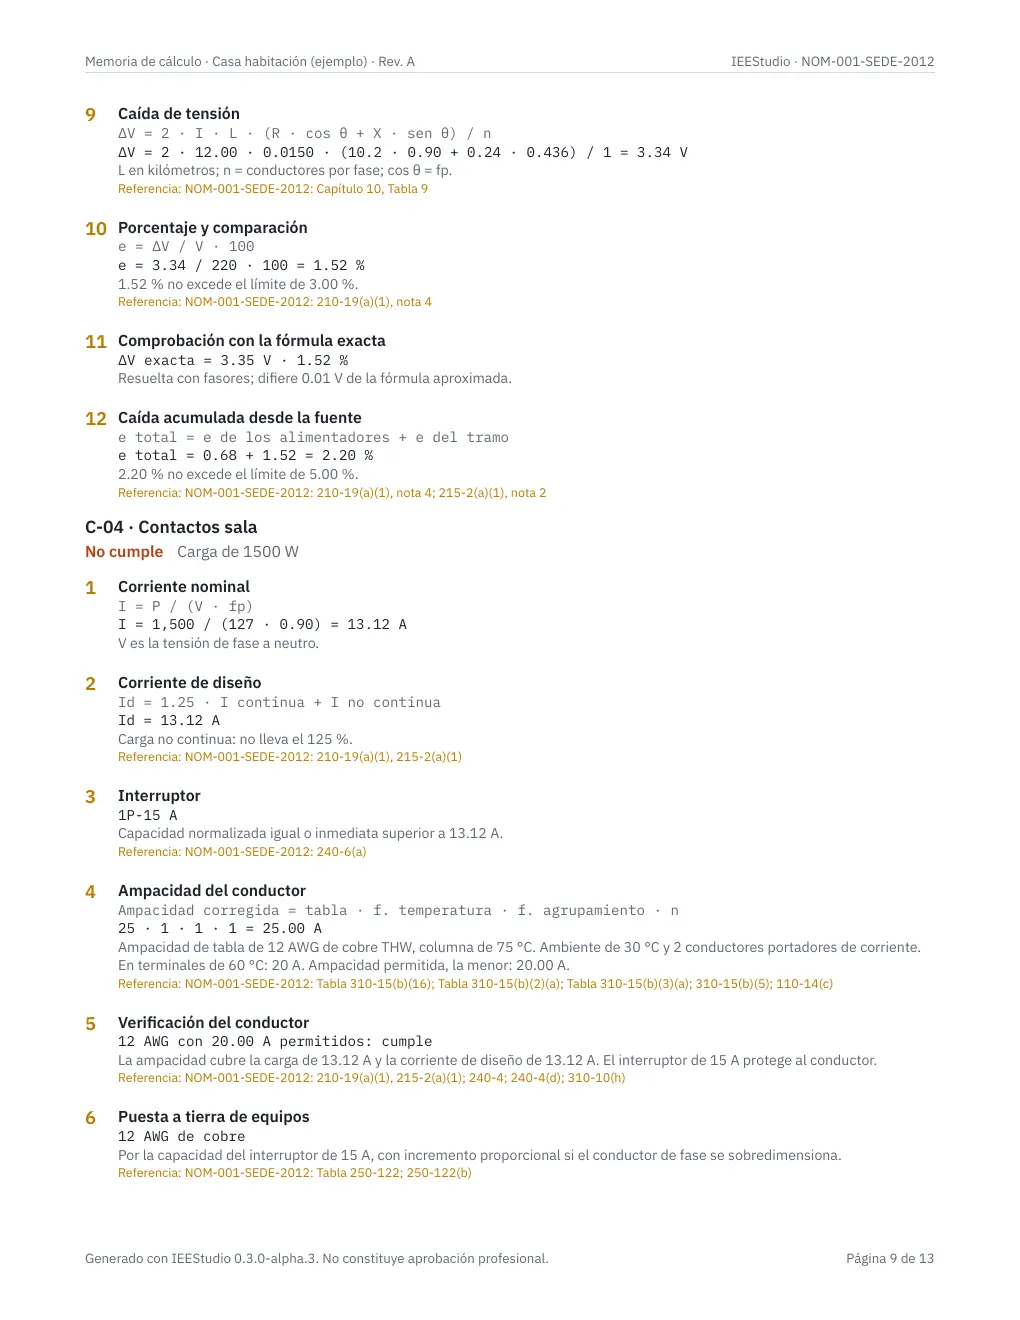 Memoria de cálculo · Casa habitación (ejemplo) · Rev. A
IEEStudio · NOM-001-SEDE-2012
9 Caída de tensión
ΔV = 2 · I · L · (R · cos θ + X · sen θ) / n
ΔV = 2 · 12.00 · 0.0150 · (10.2 · 0.90 + 0.24 · 0.436) / 1 = 3.34 V
L en kilómetros; n = conductores por fase; cos θ = fp.
Referencia: NOM-001-SEDE-2012: Capítulo 10, Tabla 9
10 Porcentaje y comparación
e = ΔV / V · 100
e = 3.34 / 220 · 100 = 1.52 %
1.52 % no excede el límite de 3.00 %.
Referencia: NOM-001-SEDE-2012: 210-19(a)(1), nota 4
11 Comprobación con la fórmula exacta
ΔV exacta = 3.35 V · 1.52 %
Resuelta con fasores; difiere 0.01 V de la fórmula aproximada.
12 Caída acumulada desde la fuente
e total = e de los alimentadores + e del tramo
e total = 0.68 + 1.52 = 2.20 %
2.20 % no excede el límite de 5.00 %.
Referencia: NOM-001-SEDE-2012: 210-19(a)(1), nota 4; 215-2(a)(1), nota 2
C-04 · Contactos sala
No cumple Carga de 1500 W
1 Corriente nominal
I = P / (V · fp)
I = 1,500 / (127 · 0.90) = 13.12 A
V es la tensión de fase a neutro.
2 Corriente de diseño
Id = 1.25 · I continua + I no continua
Id = 13.12 A
Carga no continua: no lleva el 125 %.
Referencia: NOM-001-SEDE-2012: 210-19(a)(1), 215-2(a)(1)
3 Interruptor
1P-15 A
Capacidad normalizada igual o inmediata superior a 13.12 A.
Referencia: NOM-001-SEDE-2012: 240-6(a)
4 Ampacidad del conductor
Ampacidad corregida = tabla · f. temperatura · f. agrupamiento · n
25 · 1 · 1 · 1 = 25.00 A
Ampacidad de tabla de 12 AWG de cobre THW, columna de 75 °C. Ambiente de 30 °C y 2 conductores portadores de corriente.
En terminales de 60 °C: 20 A. Ampacidad permitida, la menor: 20.00 A.
Referencia: NOM-001-SEDE-2012: Tabla 310-15(b)(16); Tabla 310-15(b)(2)(a); Tabla 310-15(b)(3)(a); 310-15(b)(5); 110-14(c)
5 Verificación del conductor
12 AWG con 20.00 A permitidos: cumple
La ampacidad cubre la carga de 13.12 A y la corriente de diseño de 13.12 A. El interruptor de 15 A protege al conductor.
Referencia: NOM-001-SEDE-2012: 210-19(a)(1), 215-2(a)(1); 240-4; 240-4(d); 310-10(h)
6 Puesta a tierra de equipos
12 AWG de cobre
Por la capacidad del interruptor de 15 A, con incremento proporcional si el conductor de fase se sobredimensiona.
Referencia: NOM-001-SEDE-2012: Tabla 250-122; 250-122(b)
Generado con IEEStudio 0.3.0-alpha.3. No constituye aprobación profesional.
Página 9 de 13